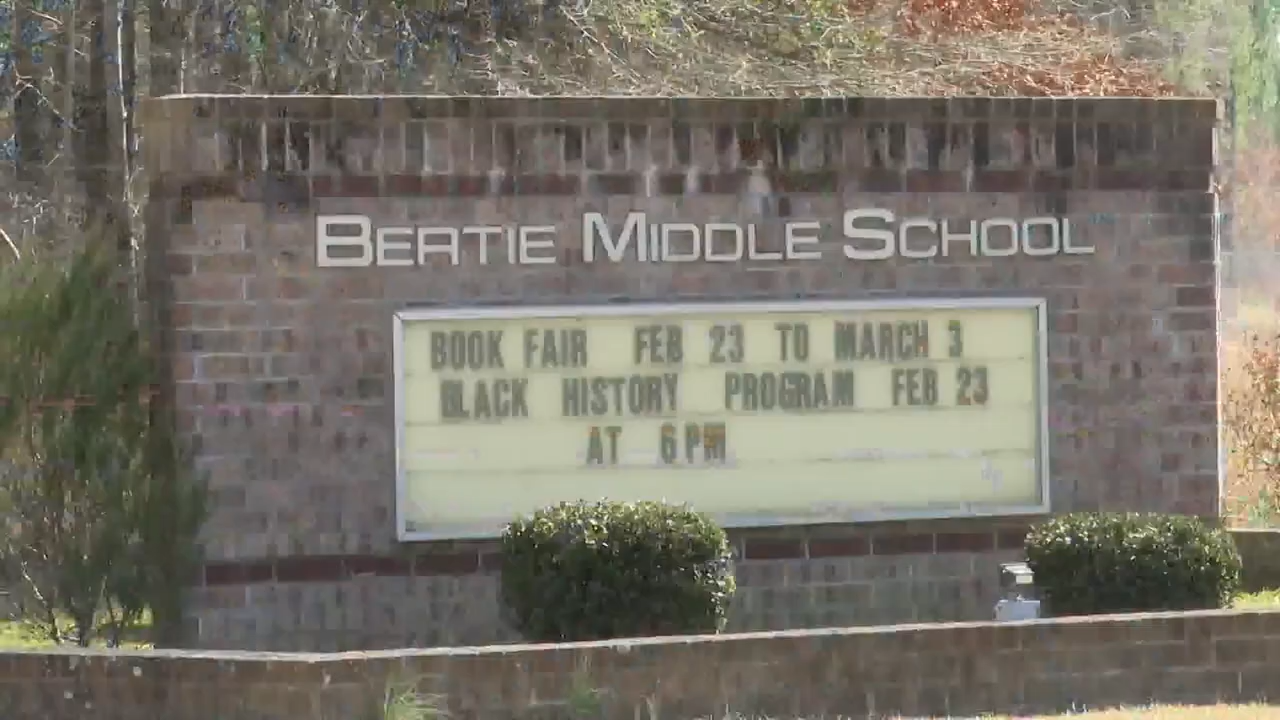 BERTIE MIDDLE SCHOOL
BOOK FAIR FEB 23 TO MARCH 3
BLACK HISTORY PROGRAM FEB 23
AT 6PM